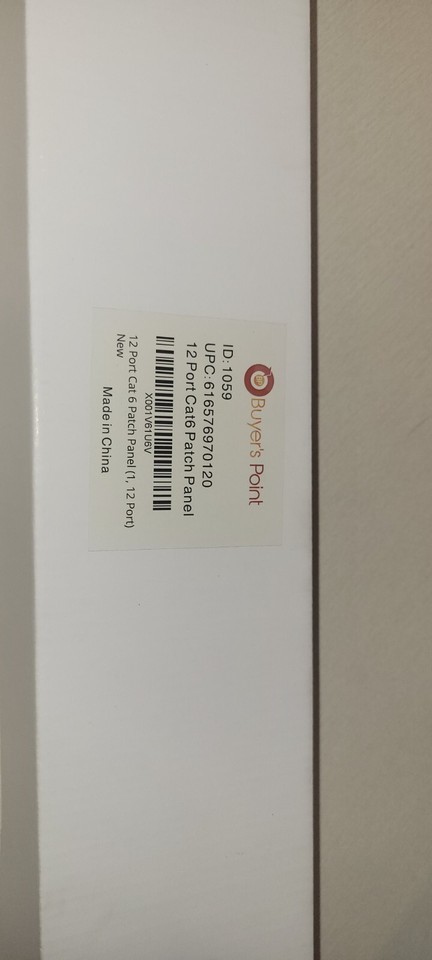 Buyer's Point
ID:1059
UPC:616576970120
12 Port Cat6 Patch Panel
X001V61U6V
12 Port Cat 6 Patch Panel (1, 12 Port)
New
Made in China